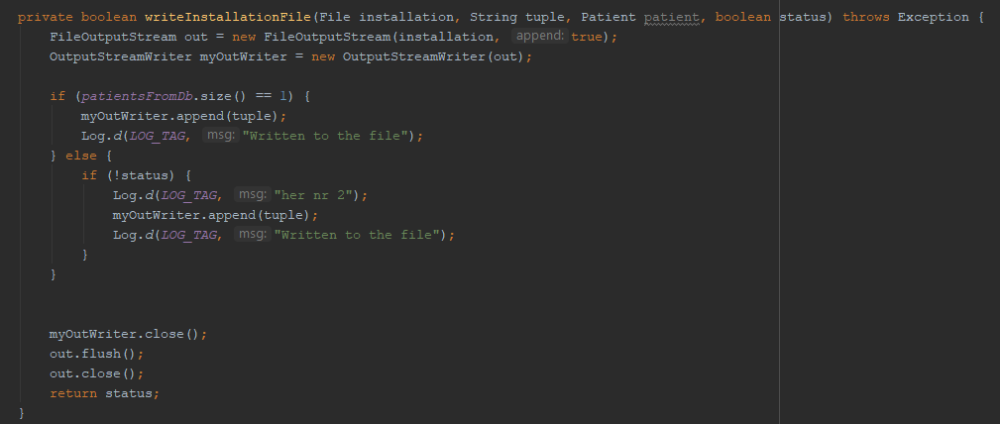 private boolean writeInstallationFile(File installation, String tuple, Patient patient, boolean status) throws Exception {
    FileOutputStream out = new FileOutputStream(installation, append: true);
    OutputStreamWriter myOutWriter = new OutputStreamWriter(out);
    if (patientsFromDb.size() == 1) {
        myOutWriter.append(tuple);
        Log.d(LOG_TAG, msg: "Written to the file");
    } else {
        if (!status) {
            Log.d(LOG_TAG, msg: "her nr 2");
            myOutWriter.append(tuple);
            Log.d(LOG_TAG, msg: "Written to the file");
        }
    }
    myOutWriter.close();
    out.flush();
    out.close();
    return status;
}